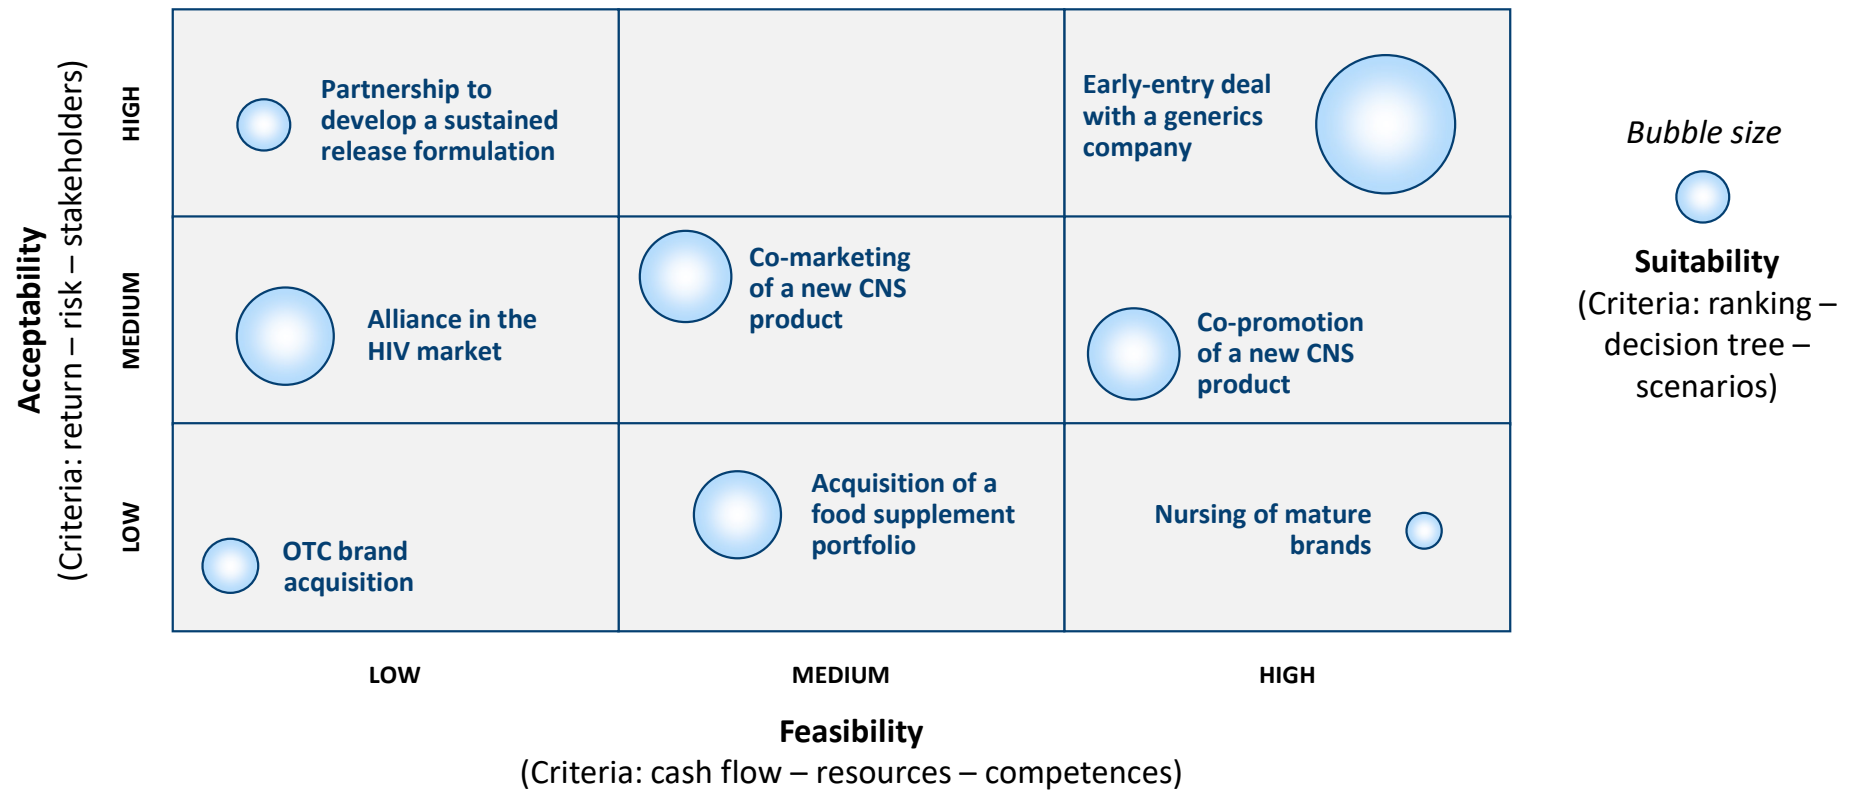 Acceptability
(Criteria: return – risk – stakeholders)
HIGH
MEDIUM
LOW
Partnership to
develop a sustained
release formulation
Early-entry deal
with a generics
company
Alliance in the
HIV market
Co-marketing
of a new CNS
product
Co-promotion
of a new CNS
product
OTC brand
acquisition
Acquisition of a
food supplement
portfolio
Nursing of mature
brands
LOW
MEDIUM
HIGH
Feasibility
(Criteria: cash flow – resources – competences)
Bubble size
Suitability
(Criteria: ranking –
decision tree –
scenarios)